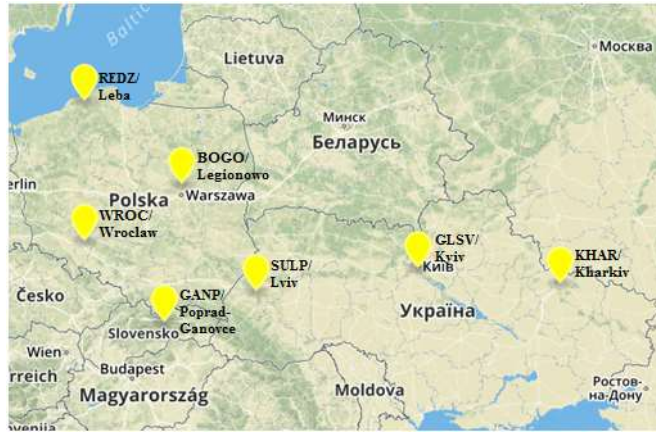 Baltic
Lietuva
Москва
REDZ/
Leba
Минск
Беларусь
BOGO/
Legionowo
erlin
Polska
Warszawa
WROC/
Wroclaw
GLSV/
Kyiv
Київ
KHAR/
Kharkiv
SULP/
Lviv
Česko
GANP/
Poprad-
Ganovce
Slovensko
Україна
Wien
rreich
Budapest
Magyarország
Moldova
Ростов-
на-Дону
venija